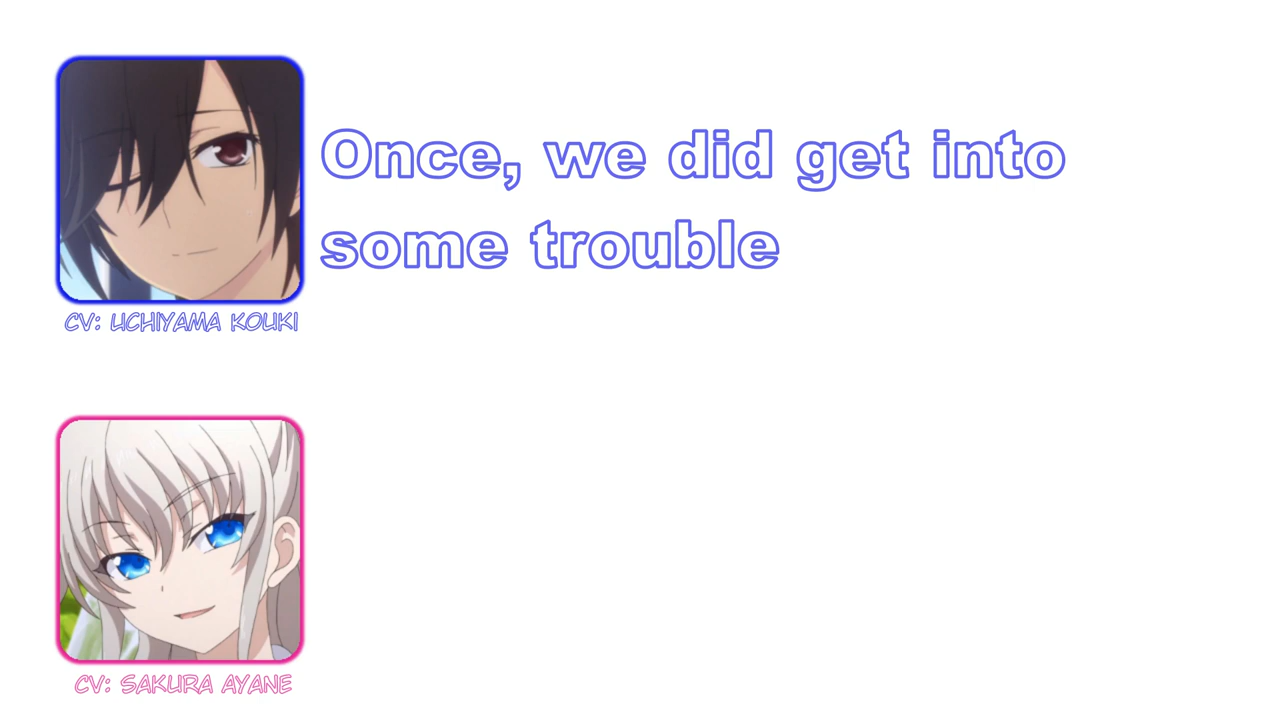 Once, we did get into
some trouble
CV: UCHIYAMA KOUKI
CV: SAKURA AYANE